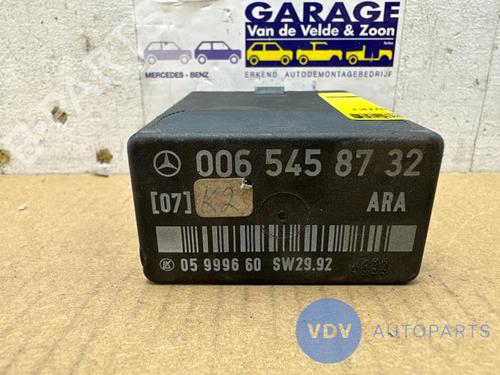 GARAGE
Van de Velde & Zoon
MERCEDES - BENZ
ERKEND AUTODEMONTAGEBEDRIJF
006 545 87 32
[07] K2 ARA
05 9996 60 SW29.92
VDV AUTOPARTS